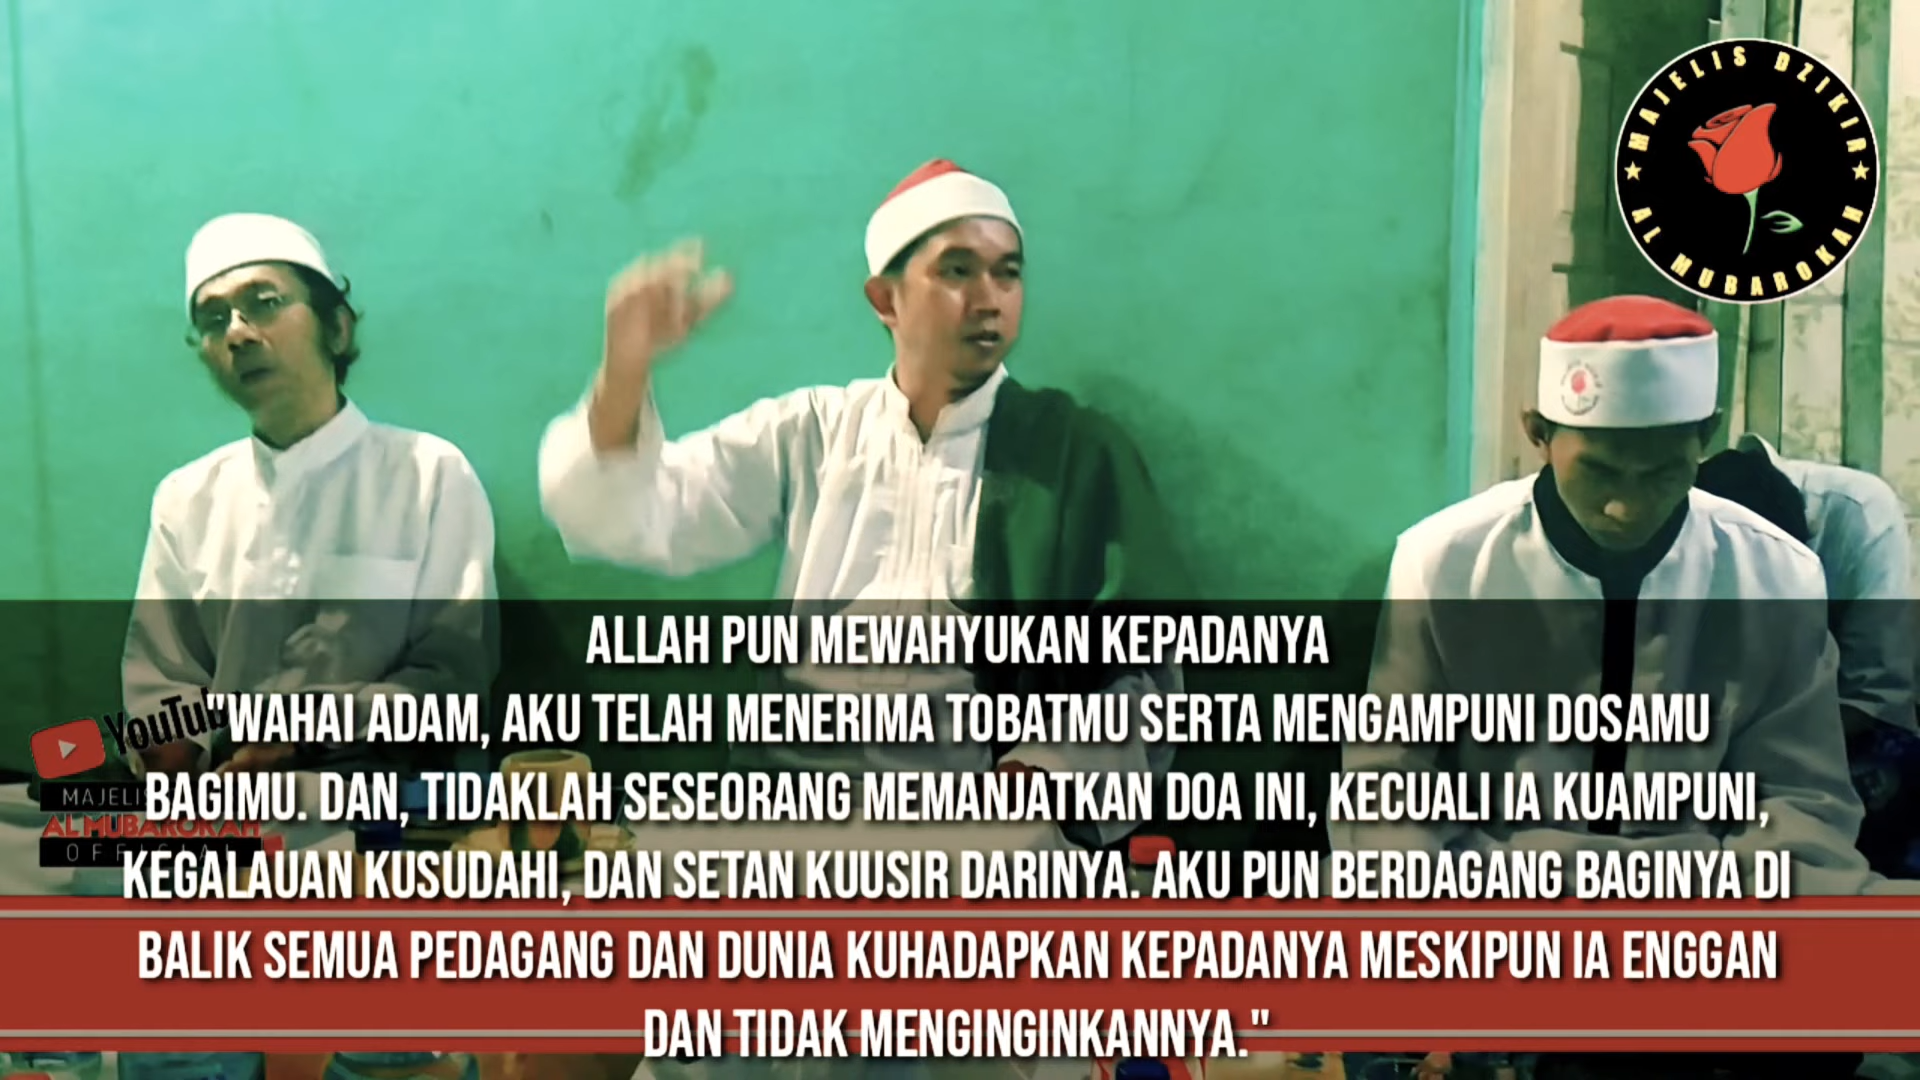 MAJELIS DZIKIR
AL MUBAROKAH
ALLAH PUN MEWAHYUKAN KEPADANYA
"WAHAI ADAM, AKU TELAH MENERIMA TOBATMU SERTA MENGAMPUNI DOSAMU
BAGIMU. DAN, TIDAKLAH SESEORANG MEMANJATKAN DOA INI, KECUALI IA KUAMPUNI,
KEGALAUAN KUSUDAHI, DAN SETAN KUUSIR DARINYA. AKU PUN BERDAGANG BAGINYA DI
BALIK SEMUA PEDAGANG DAN DUNIA KUHADAPKAN KEPADANYA MESKIPUN IA ENGGAN
DAN TIDAK MENGINGINKANNYA."
YouTub
MAJELIS
AL MUBAROKAH
OFFICIAL